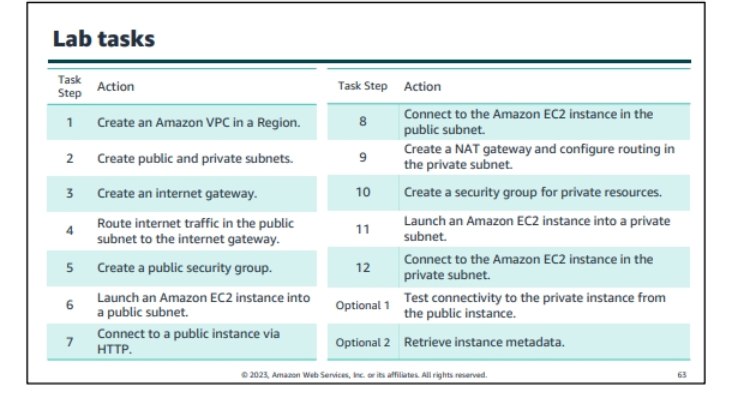 Lab tasks
Task
Step
Action
1
Create an Amazon VPC in a Region.
2
Create public and private subnets.
3
Create an internet gateway.
4
Route internet traffic in the public
subnet to the internet gateway.
5
Create a public security group.
6
Launch an Amazon EC2 instance into
a public subnet.
7
Connect to a public instance via
HTTP.
Task Step
Action
8
Connect to the Amazon EC2 instance in the
public subnet.
9
Create a NAT gateway and configure routing in
the private subnet.
10
Create a security group for private resources.
11
Launch an Amazon EC2 instance into a private
subnet.
12
Connect to the Amazon EC2 instance in the
private subnet.
Optional 1
Test connectivity to the private instance from
the public instance.
Optional 2
Retrieve instance metadata.
© 2023, Amazon Web Services, Inc. or its affiliates. All rights reserved.
63